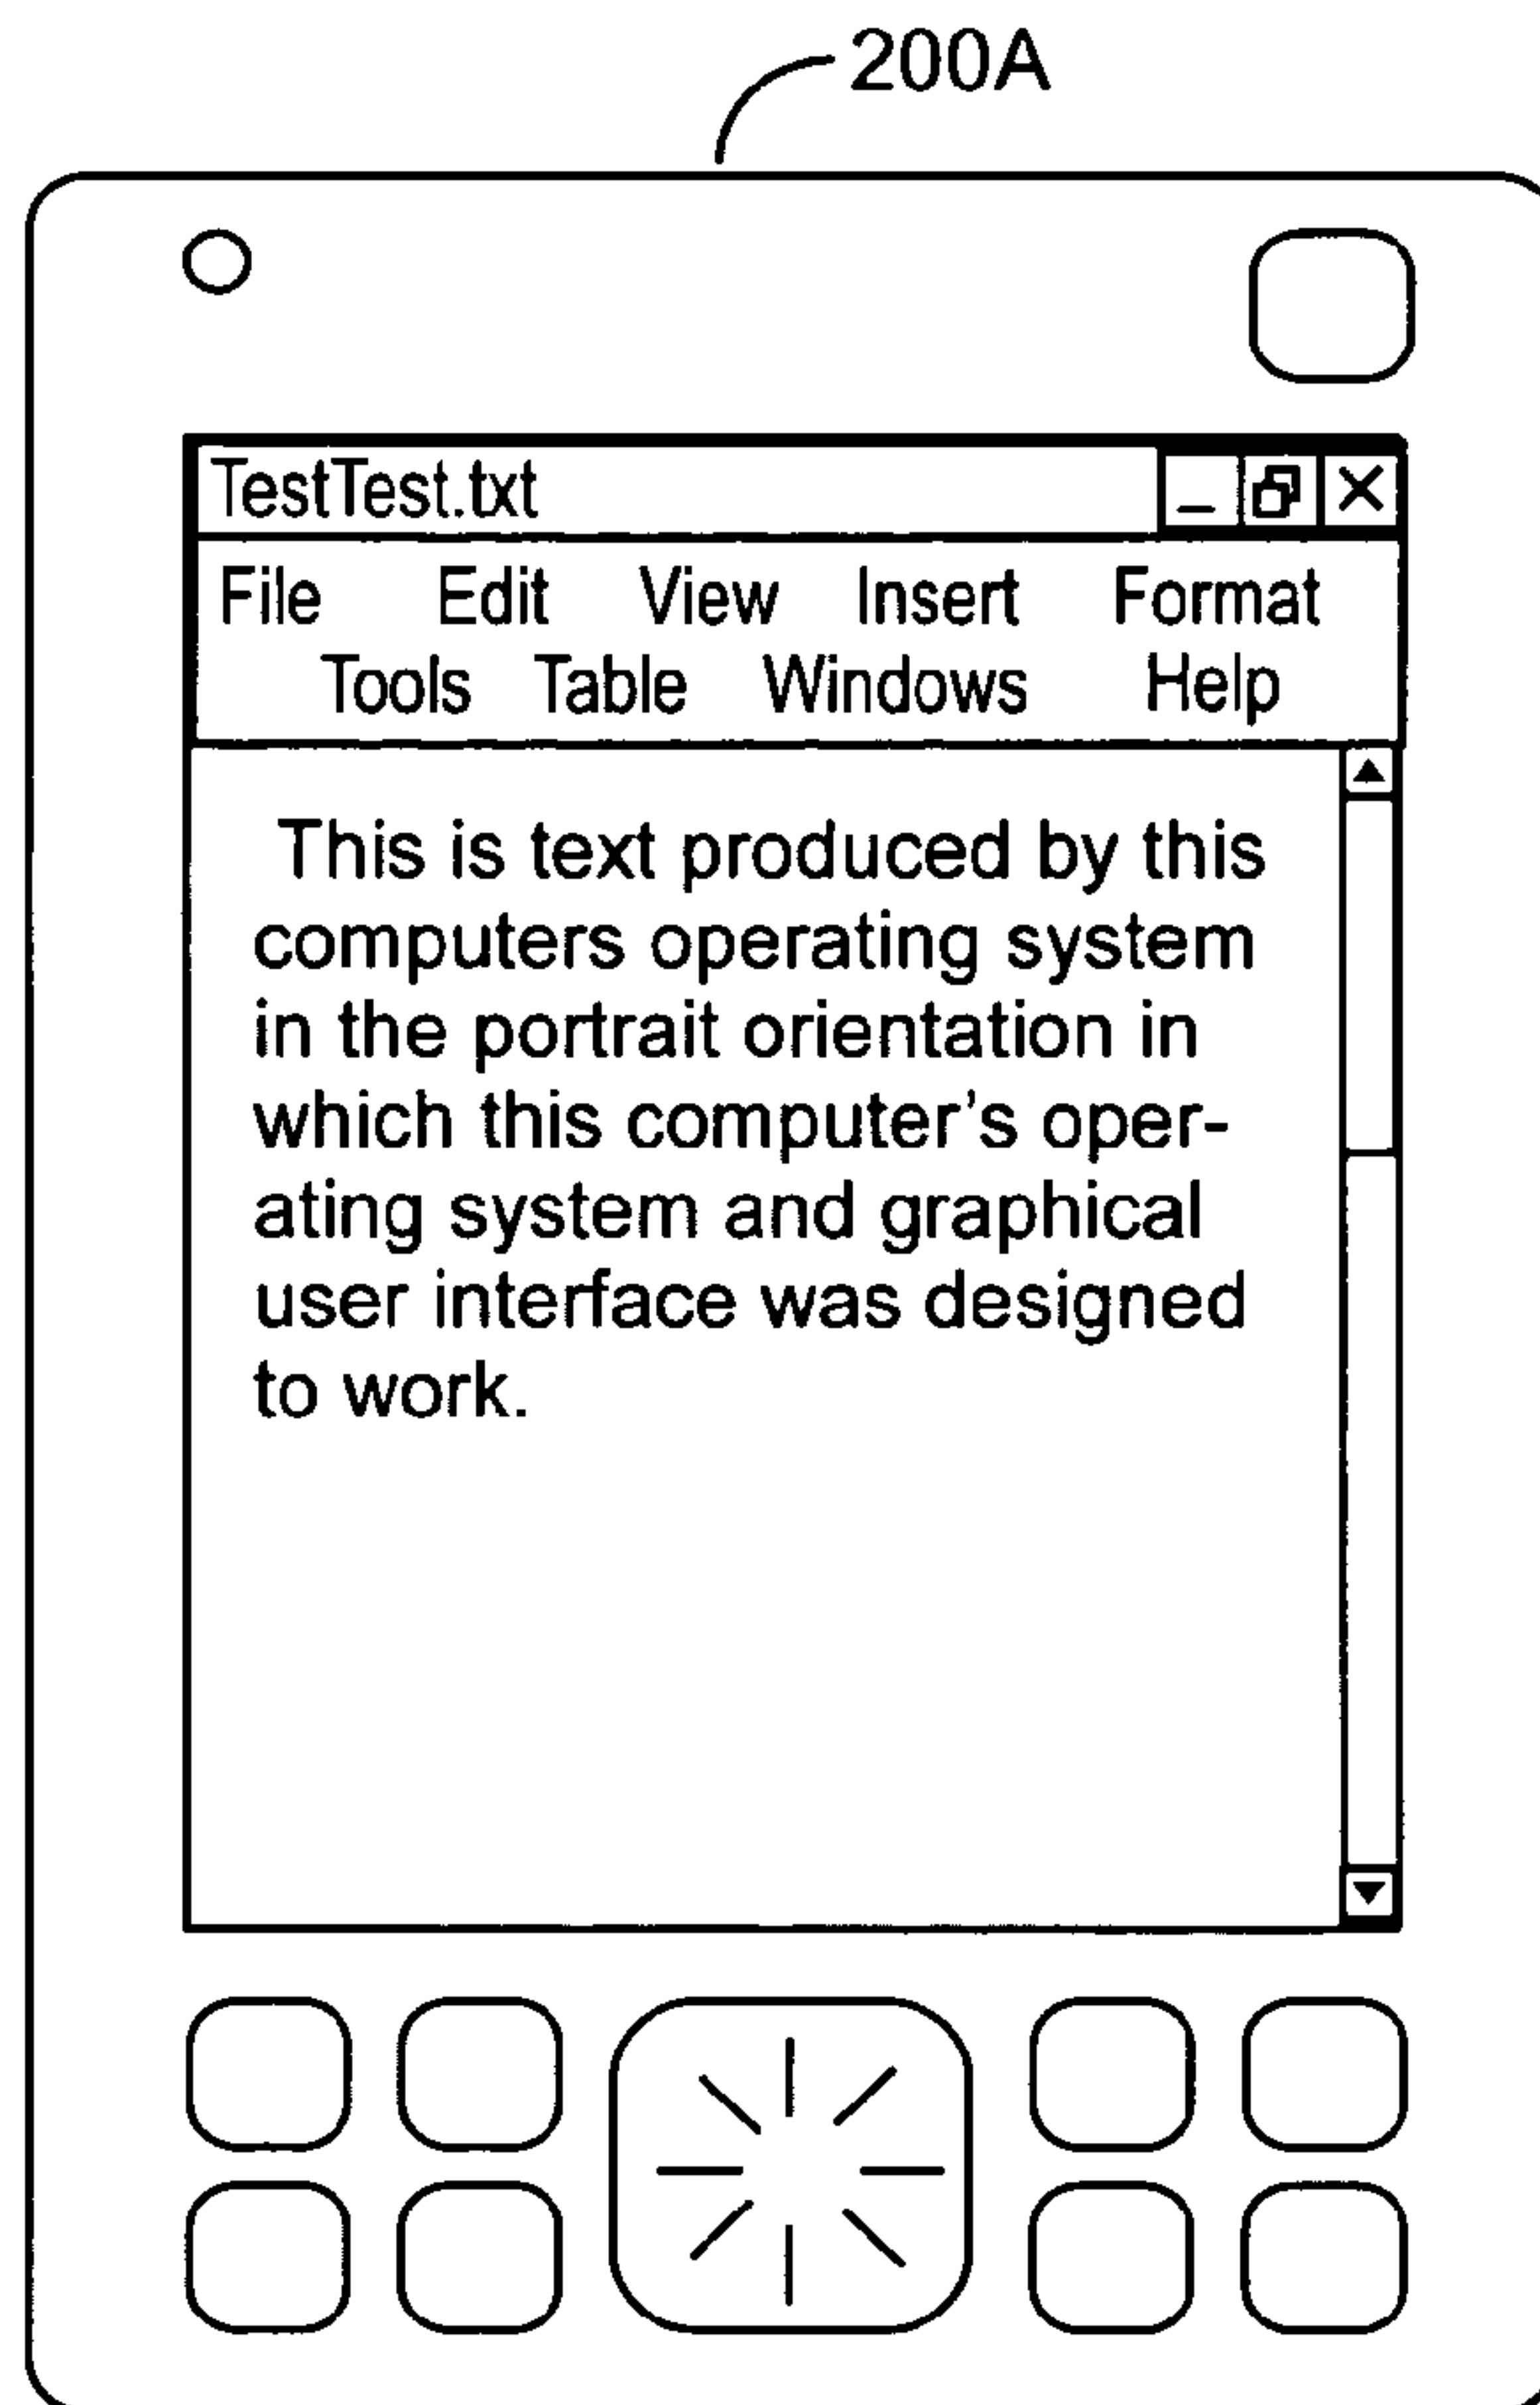 200A
TestTest.txt
File Edit View Insert Format
Tools Table Windows Help
This is text produced by this
computers operating system
in the portrait orientation in
which this computer's oper-
ating system and graphical
user interface was designed
to work.